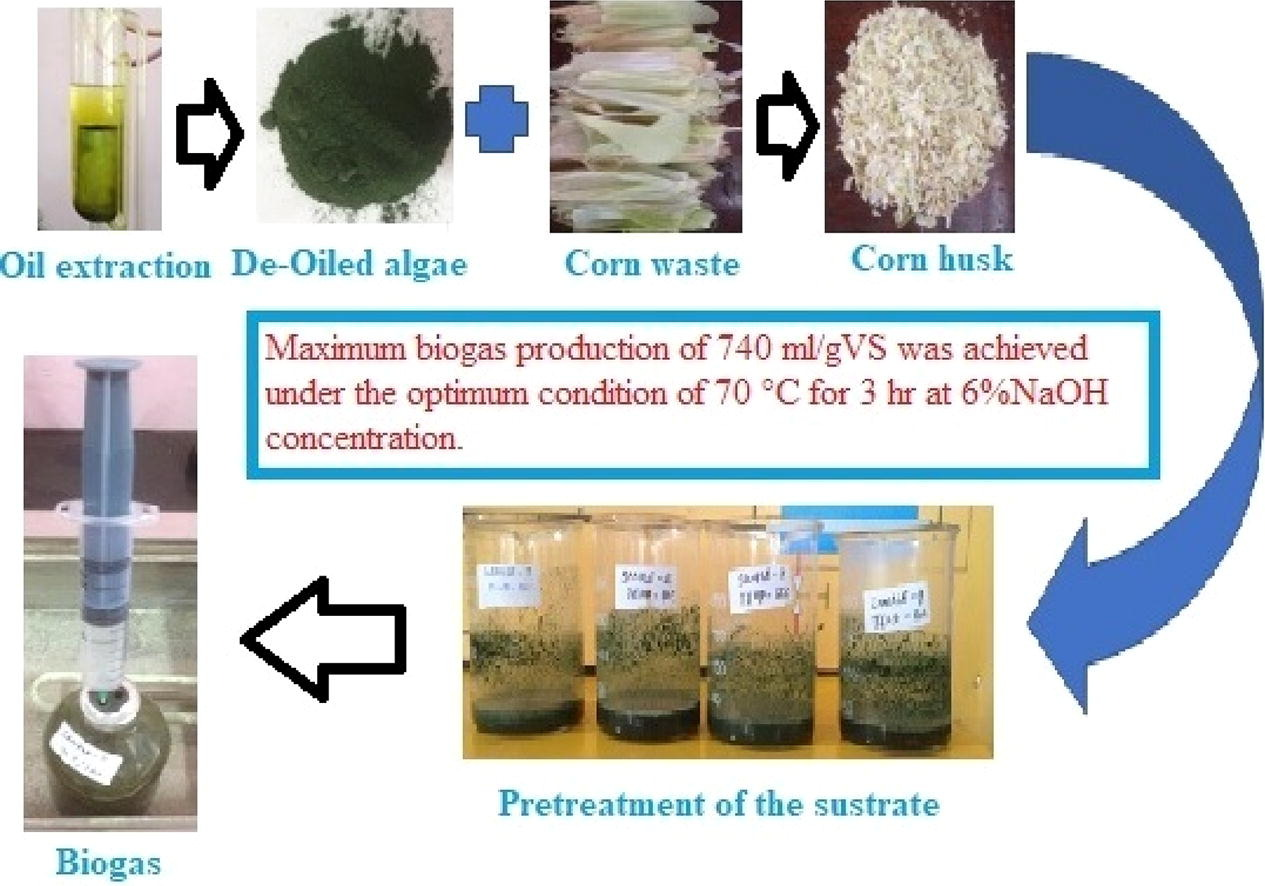 Oil extraction
De-Oiled algae
Corn waste
Corn husk
Maximum biogas production of 740 ml/gVS was achieved
under the optimum condition of 70 °C for 3 hr at 6%NaOH
concentration.
Pretreatment of the sustrate
Biogas